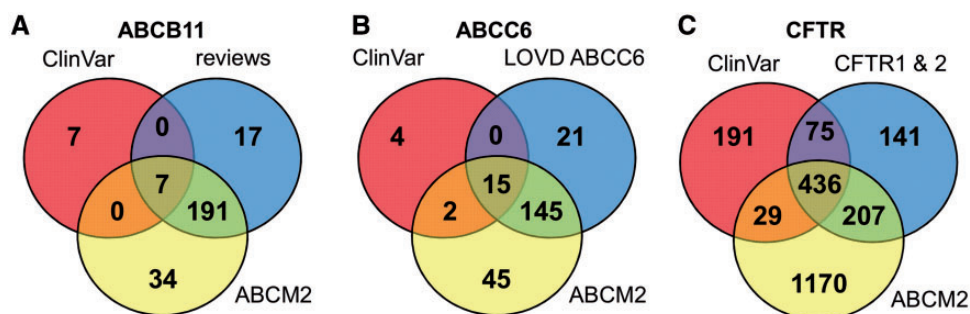 A ABCB11
ClinVar reviews
7 0 17
7
0 191
34
ABCM2
B ABCC6
ClinVar LOVD ABCC6
4 0 21
15
2 145
45
ABCM2
C CFTR
ClinVar CFTR1 & 2
191 75 141
436
29 207
1170
ABCM2